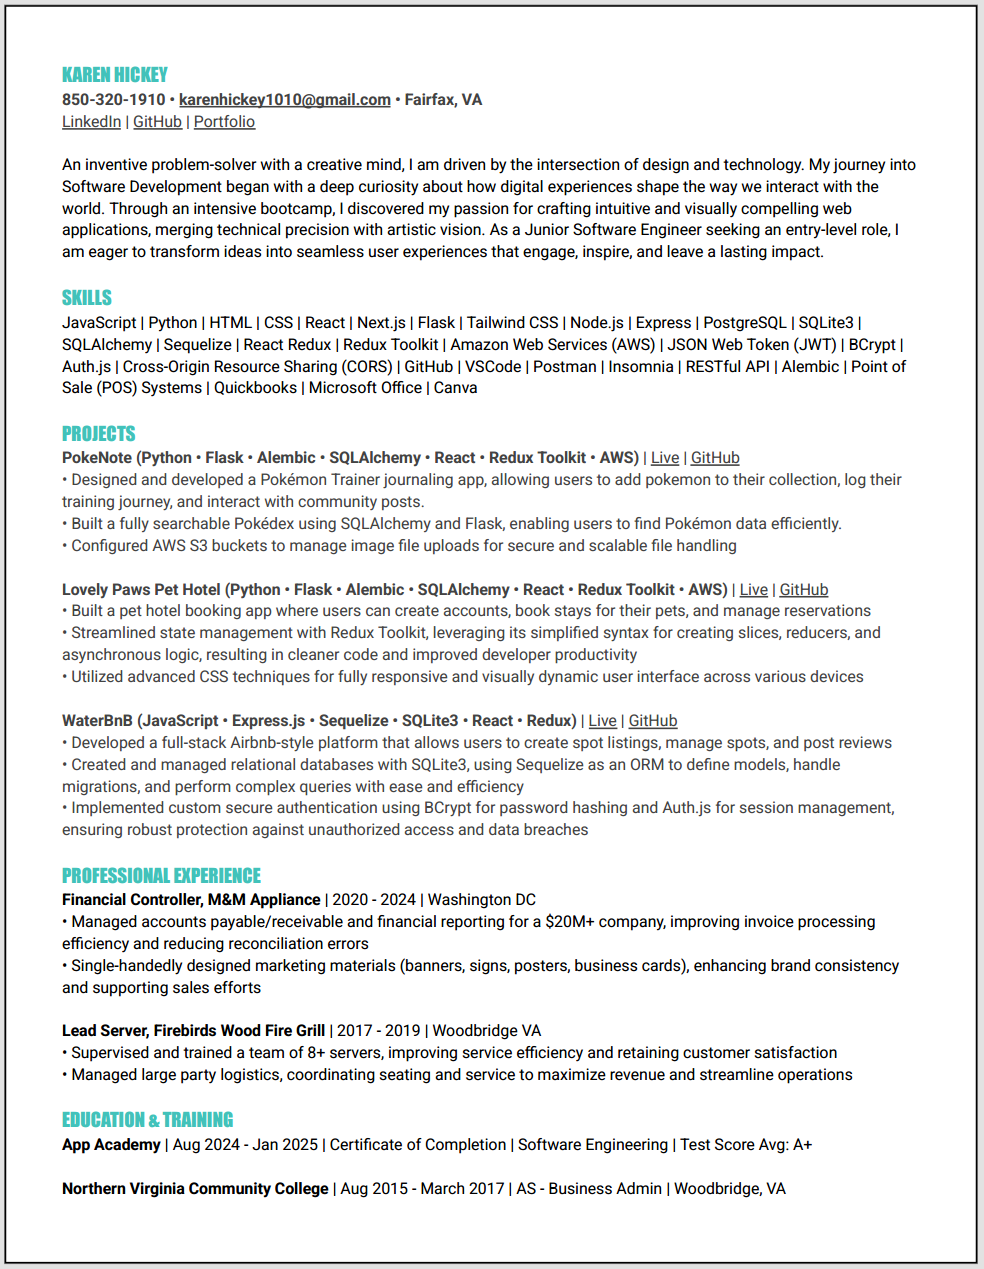 KAREN HICKEY
850-320-1910 • karenhickey1010@gmail.com • Fairfax, VA
LinkedIn | GitHub | Portfolio
An inventive problem-solver with a creative mind, I am driven by the intersection of design and technology. My journey into
Software Development began with a deep curiosity about how digital experiences shape the way we interact with the
world. Through an intensive bootcamp, I discovered my passion for crafting intuitive and visually compelling web
applications, merging technical precision with artistic vision. As a Junior Software Engineer seeking an entry-level role, I
am eager to transform ideas into seamless user experiences that engage, inspire, and leave a lasting impact.
SKILLS
JavaScript | Python | HTML | CSS | React | Next.js | Flask | Tailwind CSS | Node.js | Express | PostgreSQL | SQLite3 |
SQLAlchemy | Sequelize | React Redux | Redux Toolkit | Amazon Web Services (AWS) | JSON Web Token (JWT) | BCrypt |
Auth.js | Cross-Origin Resource Sharing (CORS) | GitHub | VSCode | Postman | Insomnia | RESTful API | Alembic | Point of
Sale (POS) Systems | Quickbooks | Microsoft Office | Canva
PROJECTS
PokeNote (Python • Flask • Alembic • SQLAlchemy • React • Redux Toolkit • AWS) | Live | GitHub
• Designed and developed a Pokémon Trainer journaling app, allowing users to add pokemon to their collection, log their
training journey, and interact with community posts.
• Built a fully searchable Pokédex using SQLAlchemy and Flask, enabling users to find Pokémon data efficiently.
• Configured AWS S3 buckets to manage image file uploads for secure and scalable file handling
Lovely Paws Pet Hotel (Python • Flask • Alembic • SQLAlchemy • React • Redux Toolkit • AWS) | Live | GitHub
• Built a pet hotel booking app where users can create accounts, book stays for their pets, and manage reservations
• Streamlined state management with Redux Toolkit, leveraging its simplified syntax for creating slices, reducers, and
asynchronous logic, resulting in cleaner code and improved developer productivity
• Utilized advanced CSS techniques for fully responsive and visually dynamic user interface across various devices
WaterBnB (JavaScript • Express.js • Sequelize • SQLite3 • React • Redux) | Live | GitHub
• Developed a full-stack Airbnb-style platform that allows users to create spot listings, manage spots, and post reviews
• Created and managed relational databases with SQLite3, using Sequelize as an ORM to define models, handle
migrations, and perform complex queries with ease and efficiency
• Implemented custom secure authentication using BCrypt for password hashing and Auth.js for session management,
ensuring robust protection against unauthorized access and data breaches
PROFESSIONAL EXPERIENCE
Financial Controller, M&M Appliance | 2020 - 2024 | Washington DC
• Managed accounts payable/receivable and financial reporting for a $20M+ company, improving invoice processing
efficiency and reducing reconciliation errors
• Single-handedly designed marketing materials (banners, signs, posters, business cards), enhancing brand consistency
and supporting sales efforts
Lead Server, Firebirds Wood Fire Grill | 2017 - 2019 | Woodbridge VA
• Supervised and trained a team of 8+ servers, improving service efficiency and retaining customer satisfaction
• Managed large party logistics, coordinating seating and service to maximize revenue and streamline operations
EDUCATION & TRAINING
App Academy | Aug 2024 - Jan 2025 | Certificate of Completion | Software Engineering | Test Score Avg: A+
Northern Virginia Community College | Aug 2015 - March 2017 | AS - Business Admin | Woodbridge, VA